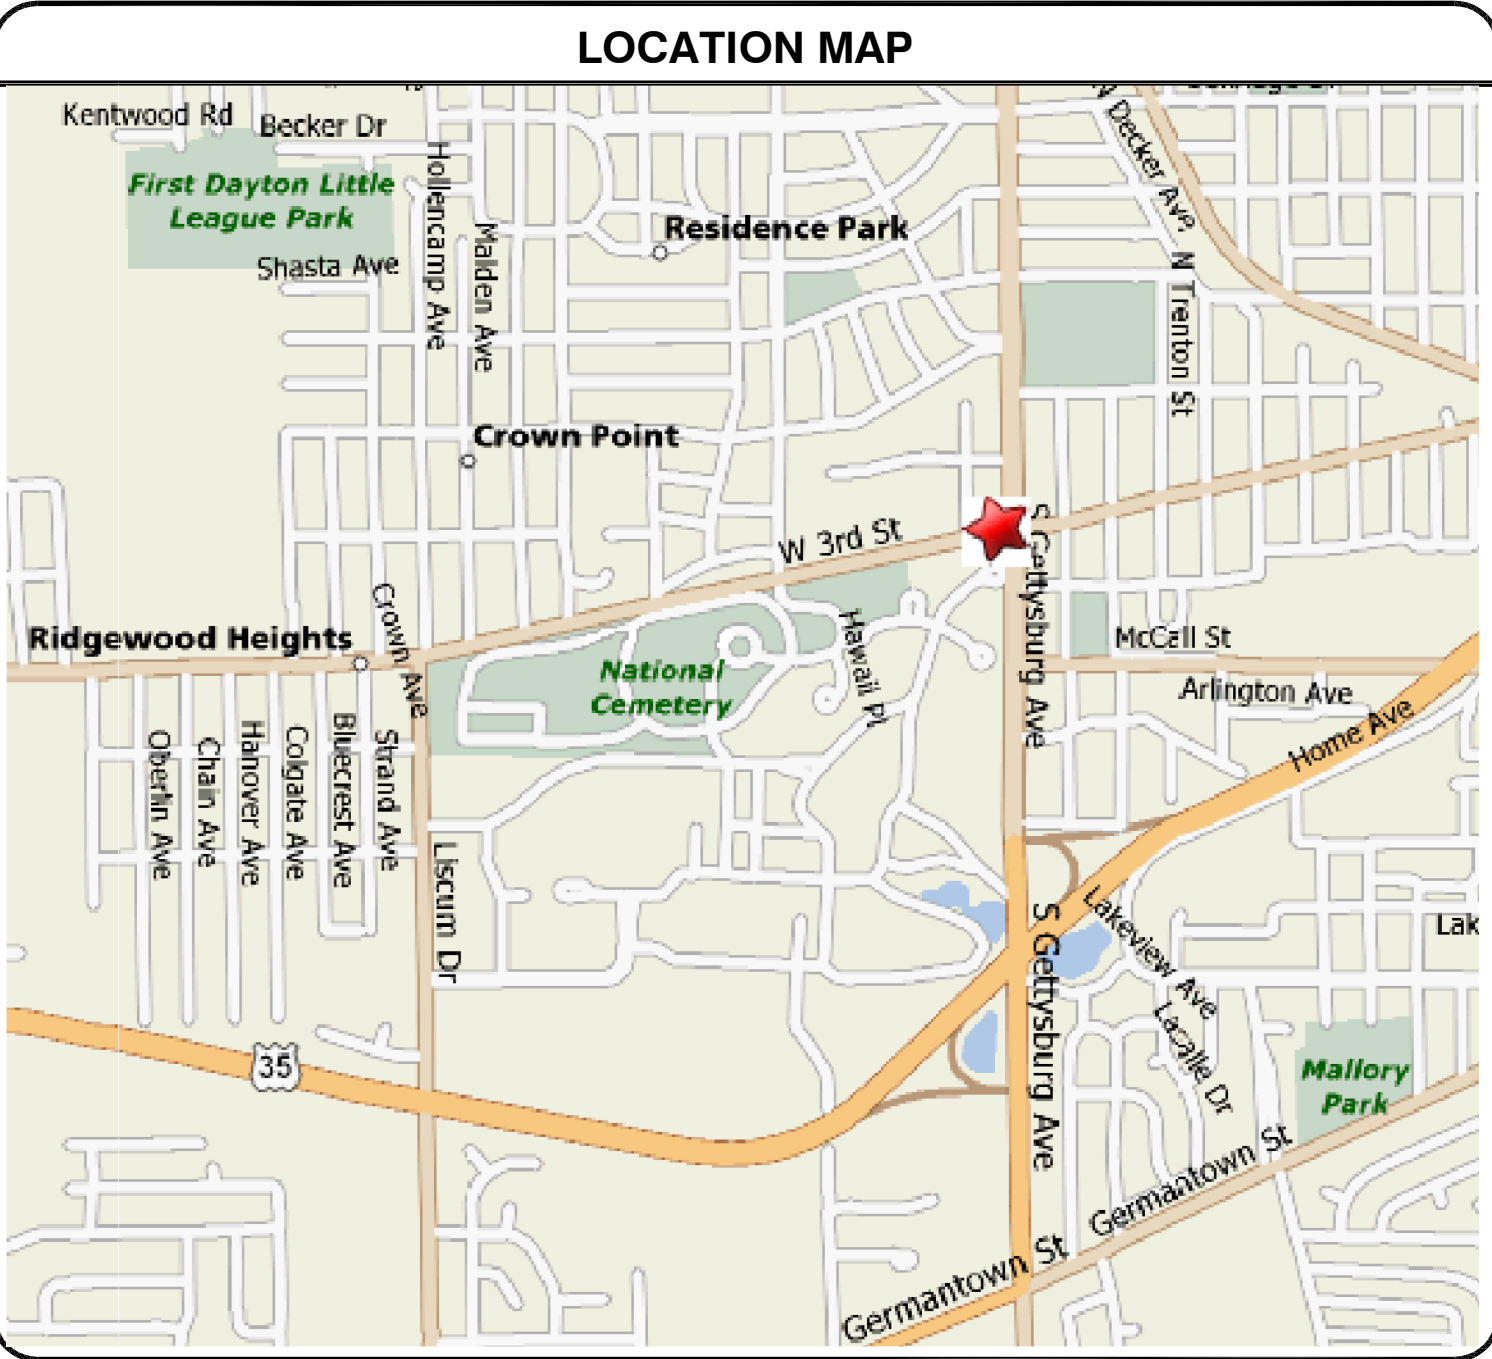 LOCATION MAP
Kentwood Rd
Becker Dr
First Dayton Little
League Park
Shasta Ave
Hollencamp Ave
Malden Ave
Residence Park
N Decker Ave
N Trenton St
Crown Point
W 3rd St
S Gettysburg Ave
Ridgewood Heights
Crown Ave
National
Cemetery
Hawaii Pl
McCall St
Arlington Ave
Home Ave
Oberlin Ave
Chain Ave
Hanover Ave
Colgate Ave
Bluecrest Ave
Strand Ave
Liscum Dr
S Gettysburg Ave
Lakeview Ave
Lak
Lacalle Dr
35
Mallory
Park
Germantown St
Germantown St